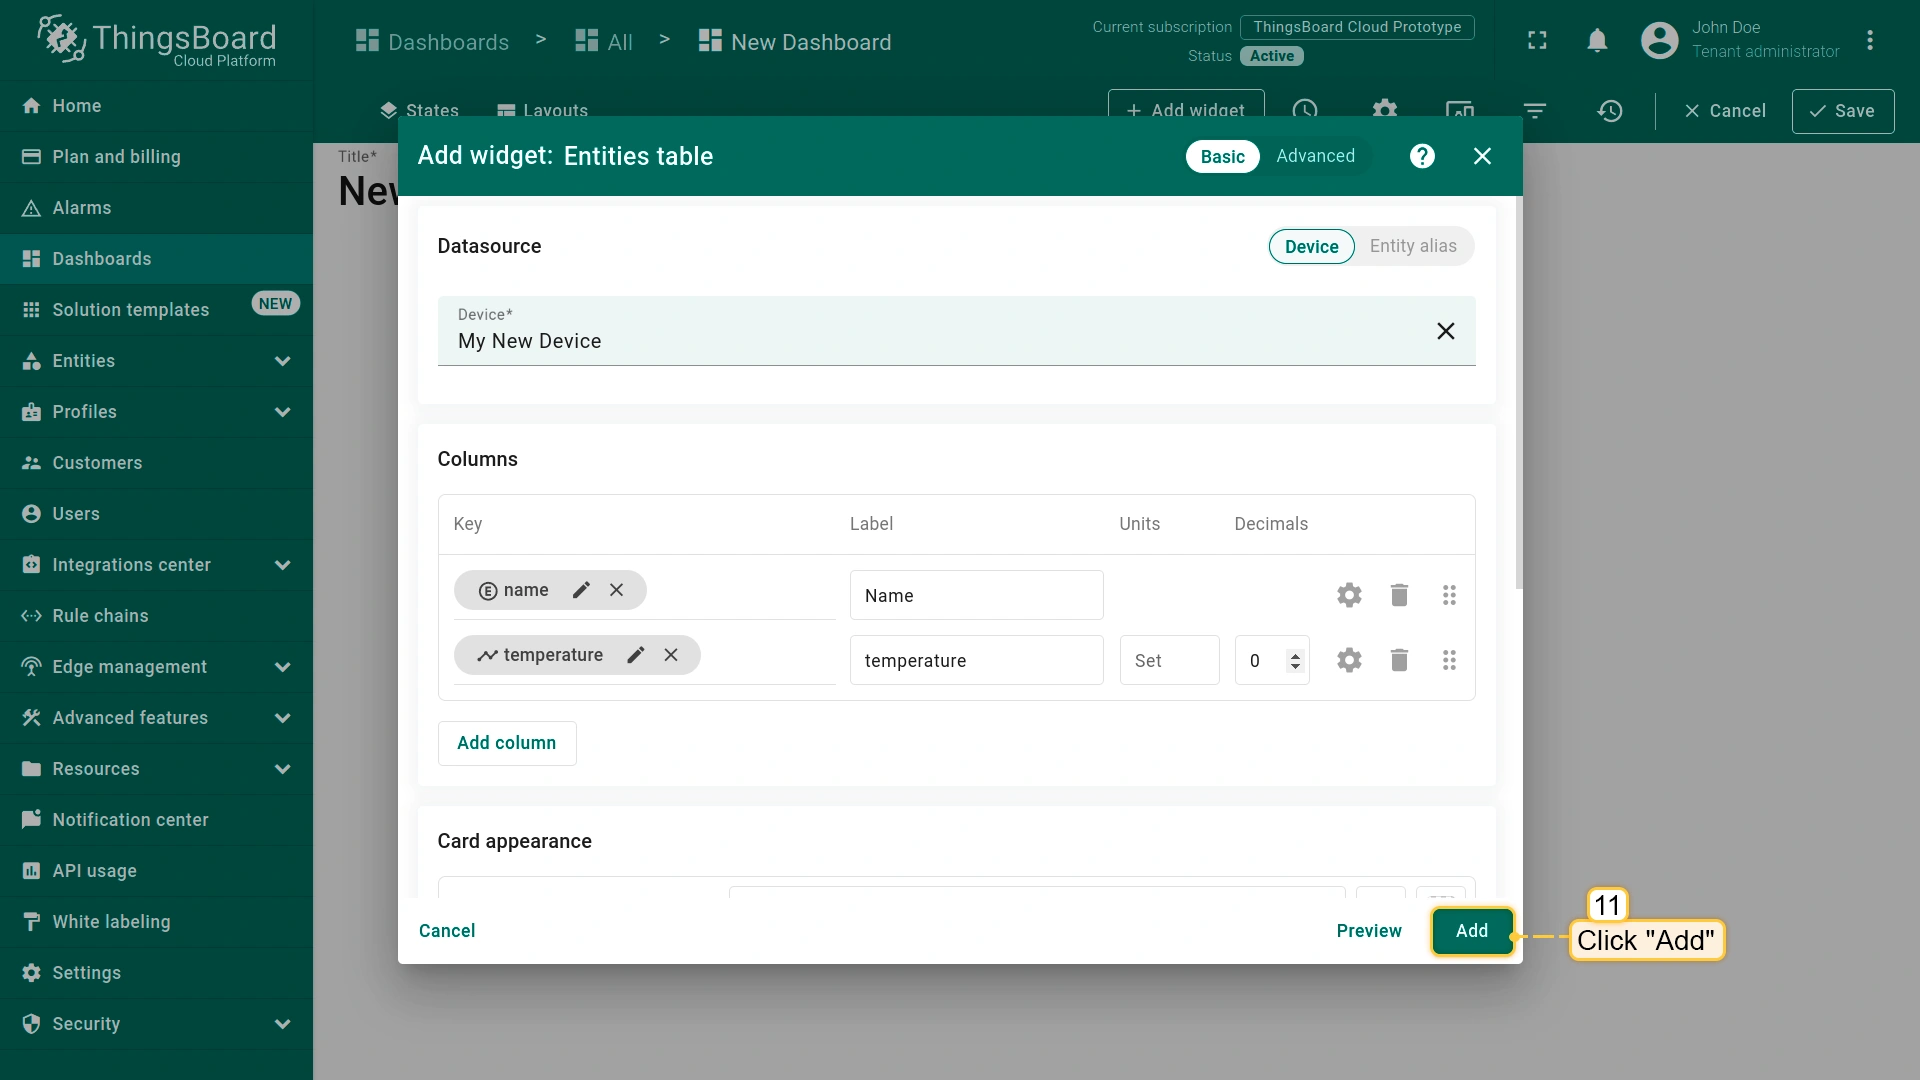 ThingsBoard
Cloud Platform
Dashboards > All > New Dashboard
Current subscription ThingsBoard Cloud Prototype
Status Active
John Doe
Tenant administrator
Home
Plan and billing
Alarms
Dashboards
Solution templates NEW
Entities
Profiles
Customers
Users
Integrations center
Rule chains
Edge management
Advanced features
Resources
Notification center
API usage
White labeling
Settings
Security
States Layouts + Add widget Cancel Save
Title*
New
Add widget: Entities table Basic Advanced ?
Datasource Device Entity alias
Device*
My New Device
Columns
Key Label Units Decimals
E name Name
temperature temperature Set 0
Add column
Card appearance
Cancel Preview Add
11
Click "Add"